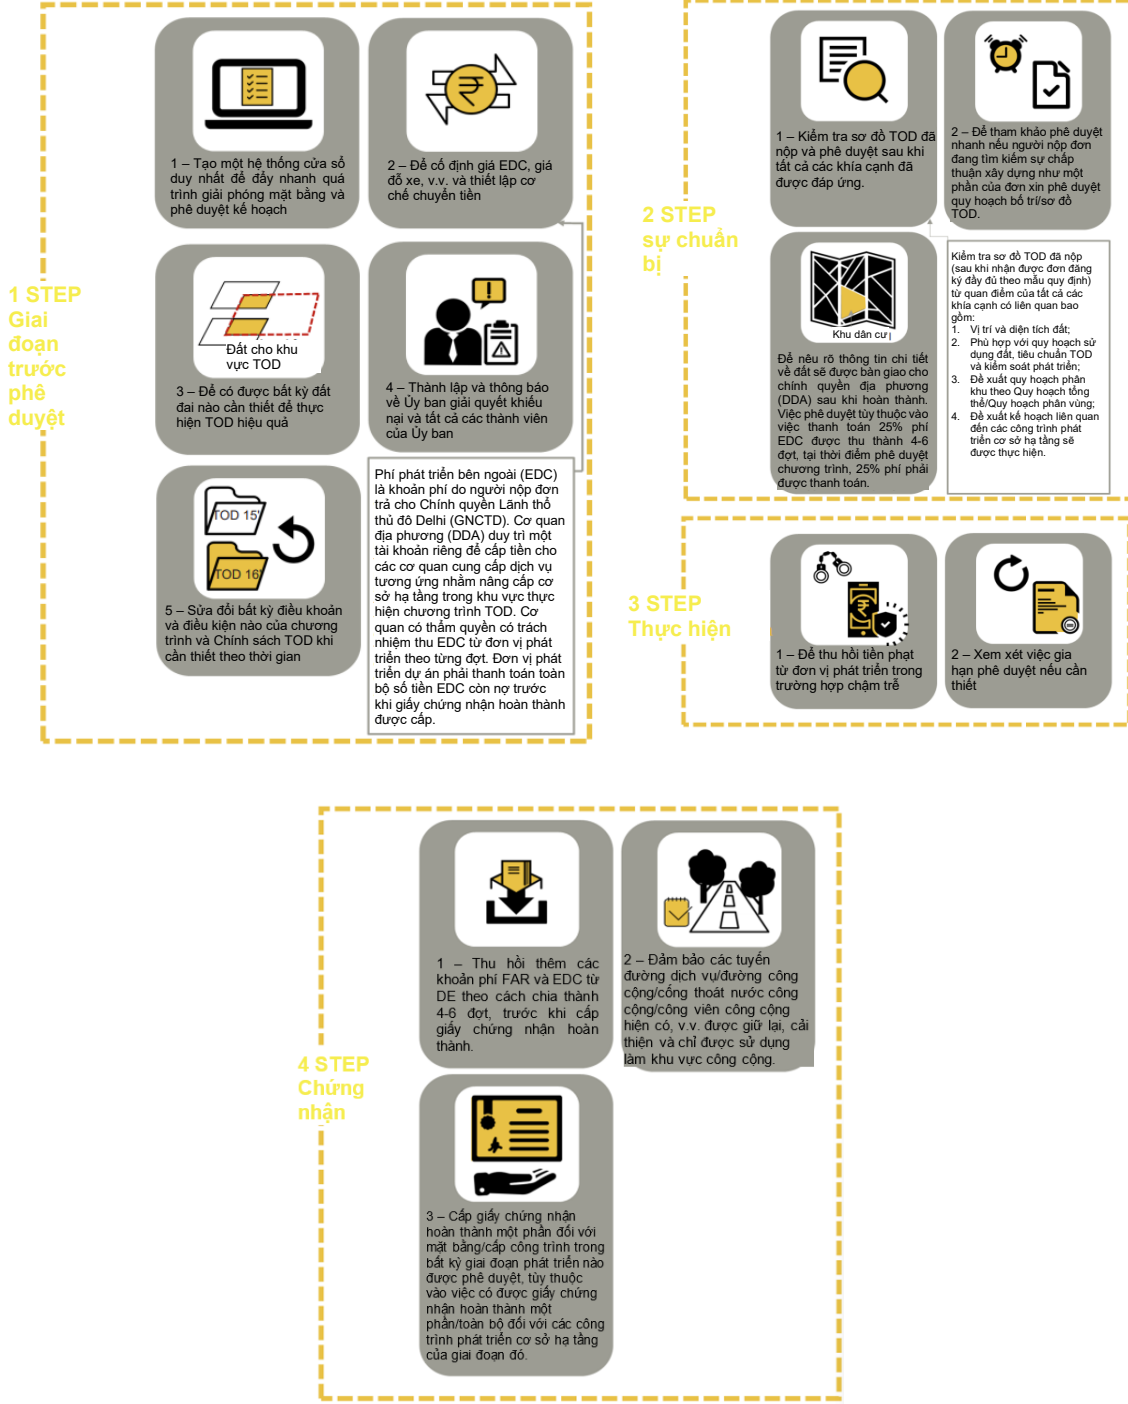 1 STEP
Giai
đoạn
trước
phê
duyệt
1 – Tạo một hệ thống cửa sổ
duy nhất để đẩy nhanh quá
trình giải phóng mặt bằng và
phê duyệt kế hoạch
2 – Để cố định giá EDC, giá
đỗ xe, v.v. và thiết lập cơ
chế chuyển tiền
Đất cho khu
vực TOD
3 – Để có được bất kỳ đất
đai nào cần thiết để thực
hiện TOD hiệu quả
4 – Thành lập và thông báo
về Ủy ban giải quyết khiếu
nại và tất cả các thành viên
của Ủy ban
TOD 15'
TOD 16'
5 – Sửa đổi bất kỳ điều khoản
và điều kiện nào của chương
trình và Chính sách TOD khi
cần thiết theo thời gian
Phí phát triển bên ngoài (EDC)
là khoản phí do người nộp đơn
trả cho Chính quyền Lãnh thổ
thủ đô Delhi (GNCTD). Cơ quan
địa phương (DDA) duy trì một
tài khoản riêng để cấp tiền cho
các cơ quan cung cấp dịch vụ
tương ứng nhằm nâng cấp cơ
sở hạ tầng trong khu vực thực
hiện chương trình TOD. Cơ
quan có thẩm quyền có trách
nhiệm thu EDC từ đơn vị phát
triển theo từng đợt. Đơn vị phát
triển dự án phải thanh toán toàn
bộ số tiền EDC còn nợ trước
khi giấy chứng nhận hoàn thành
được cấp.
2 STEP
sự chuẩn
bị
1 – Kiểm tra sơ đồ TOD đã
nộp và phê duyệt sau khi
tất cả các khía cạnh đã
được đáp ứng.
2 – Để tham khảo phê duyệt
nhanh nếu người nộp đơn
đang tìm kiếm sự chấp
thuận xây dựng như một
phần của đơn xin phê duyệt
quy hoạch bố trí/sơ đồ
TOD.
Khu dân cư
Để nêu rõ thông tin chi tiết
về đất sẽ được bàn giao cho
chính quyền địa phương
(DDA) sau khi hoàn thành.
Việc phê duyệt tùy thuộc vào
việc thanh toán 25% phí
EDC được thu thành 4-6
đợt, tại thời điểm phê duyệt
chương trình, 25% phí phải
được thanh toán.
Kiểm tra sơ đồ TOD đã nộp
(sau khi nhận được đơn đăng
ký đầy đủ theo mẫu quy định)
từ quan điểm của tất cả các
khía cạnh có liên quan bao
gồm:
1. Vị trí và diện tích đất;
2. Phù hợp với quy hoạch sử
dụng đất, tiêu chuẩn TOD
và kiểm soát phát triển;
3. Đề xuất quy hoạch phân
khu theo Quy hoạch tổng
thể/Quy hoạch phân vùng;
4. Đề xuất kế hoạch liên quan
đến các công trình phát
triển cơ sở hạ tầng sẽ
được thực hiện.
3 STEP
Thực hiện
1 – Để thu hồi tiền phạt
từ đơn vị phát triển trong
trường hợp chậm trễ
2 – Xem xét việc gia
hạn phê duyệt nếu cần
thiết
4 STEP
Chứng
nhận
1 – Thu hồi thêm các
khoản phí FAR và EDC từ
DE theo cách chia thành
4-6 đợt, trước khi cấp
giấy chứng nhận hoàn
thành.
2 – Đảm bảo các tuyến
đường dịch vụ/đường công
cộng/cống thoát nước công
cộng/công viên công cộng
hiện có, v.v. được giữ lại, cải
thiện và chỉ được sử dụng
làm khu vực công cộng.
3 – Cấp giấy chứng nhận
hoàn thành một phần đối với
mặt bằng/cấp công trình trong
bất kỳ giai đoạn phát triển nào
được phê duyệt, tùy thuộc
vào việc có được giấy chứng
nhận hoàn thành một
phần/toàn bộ đối với các công
trình phát triển cơ sở hạ tầng
của giai đoạn đó.